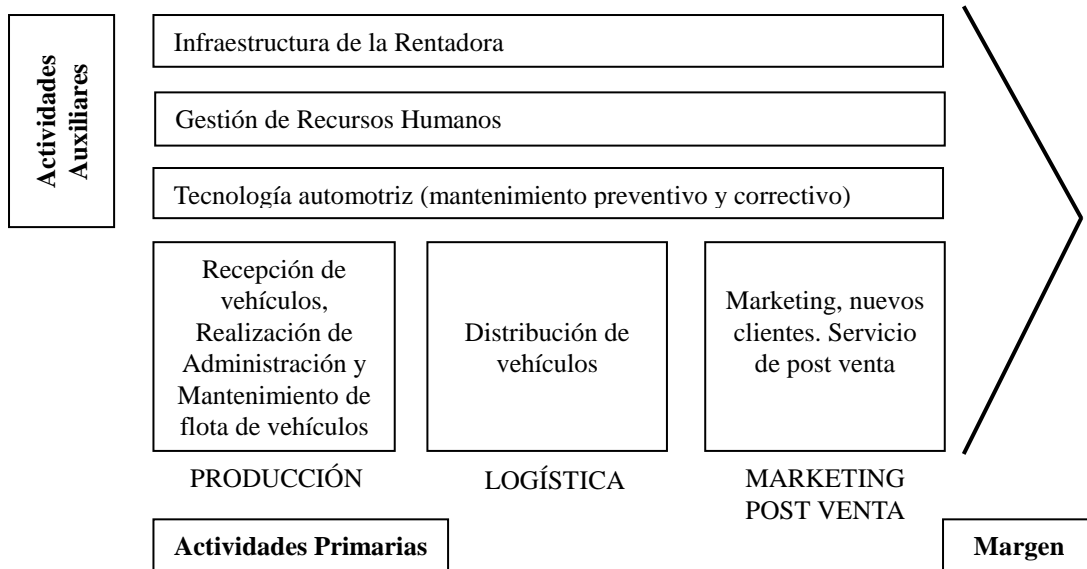 Actividades
Auxiliares
Infraestructura de la Rentadora
Gestión de Recursos Humanos
Tecnología automotriz (mantenimiento preventivo y correctivo)
Recepción de
vehículos,
Realización de
Administración y
Mantenimiento de
flota de vehículos
Distribución de
vehículos
Marketing, nuevos
clientes. Servicio
de post venta
PRODUCCIÓN
LOGÍSTICA
MARKETING
POST VENTA
Actividades Primarias
Margen